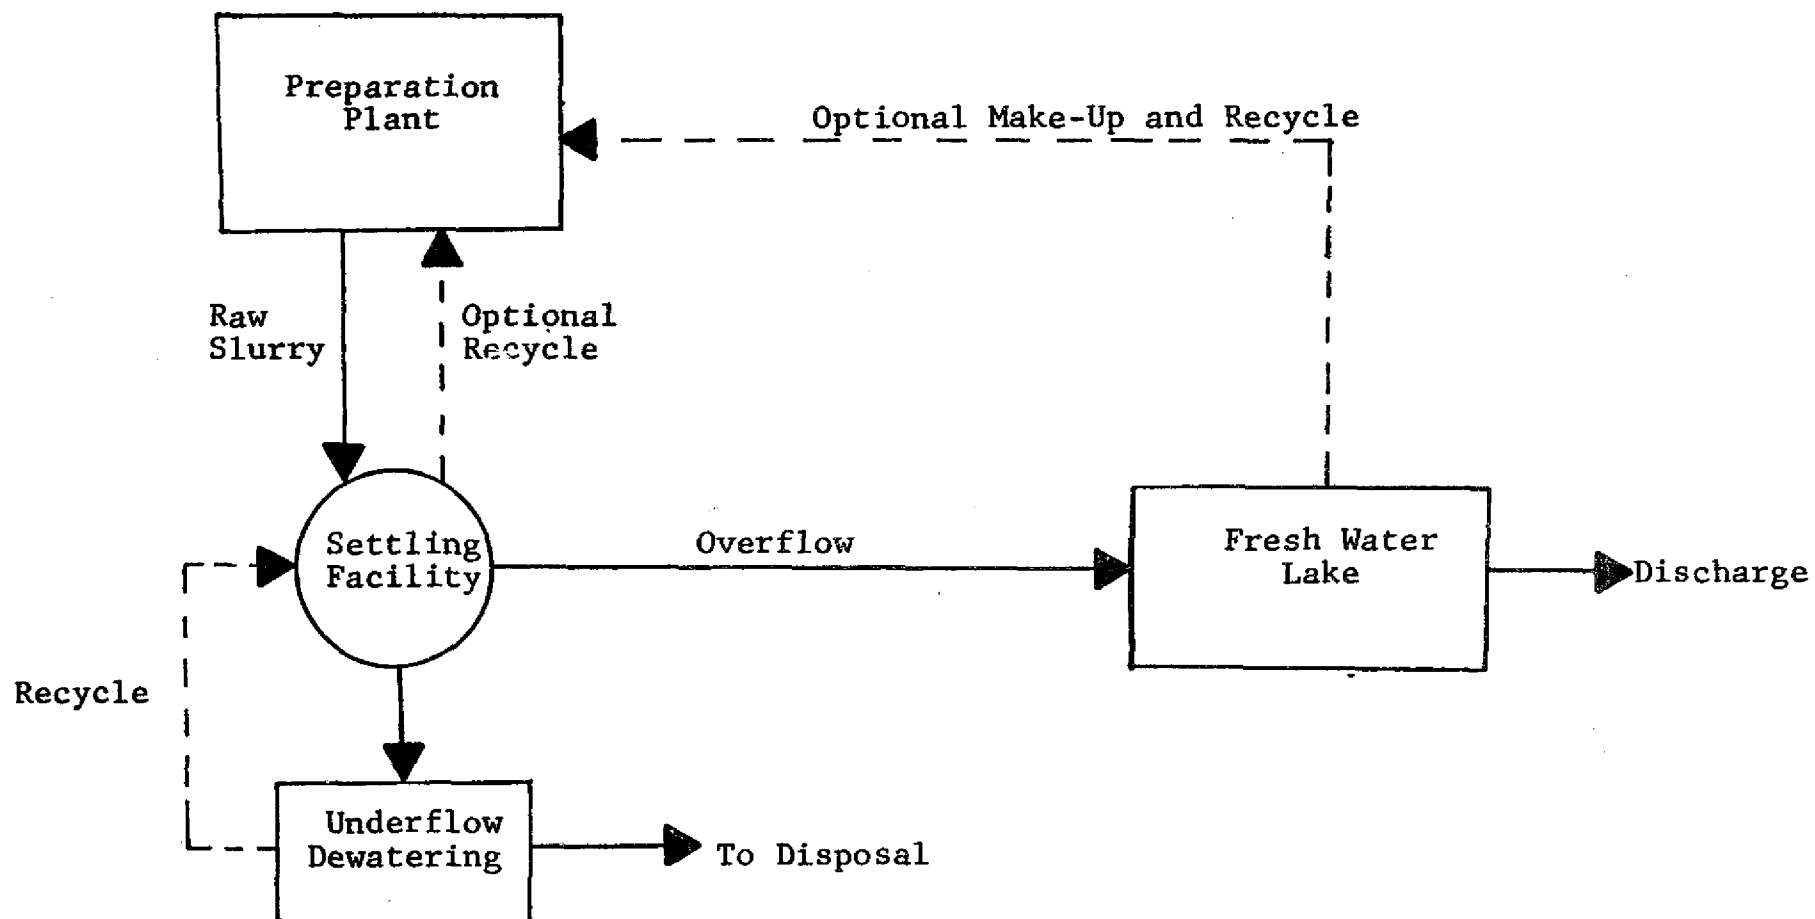 Preparation
Plant
Optional Make-Up and Recycle
Raw
Slurry
Optional
Recycle
Settling
Facility
Overflow
Fresh Water
Lake
Discharge
Recycle
Underflow
Dewatering
To Disposal